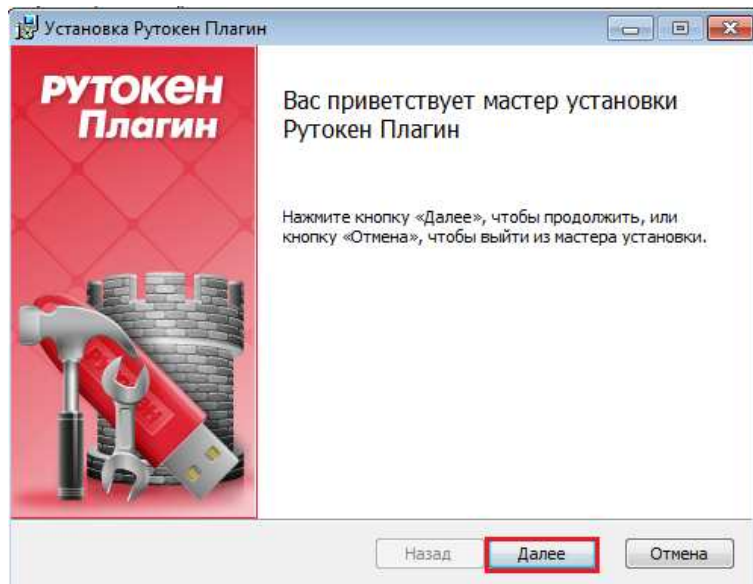 Установка Рутокен Плагин
РУТОКЕН
Плагин
Вас приветствует мастер установки
Рутокен Плагин
Нажмите кнопку «Далее», чтобы продолжить, или
кнопку «Отмена», чтобы выйти из мастера установки.
РУТОКЕН
Назад
Далее
Отмена